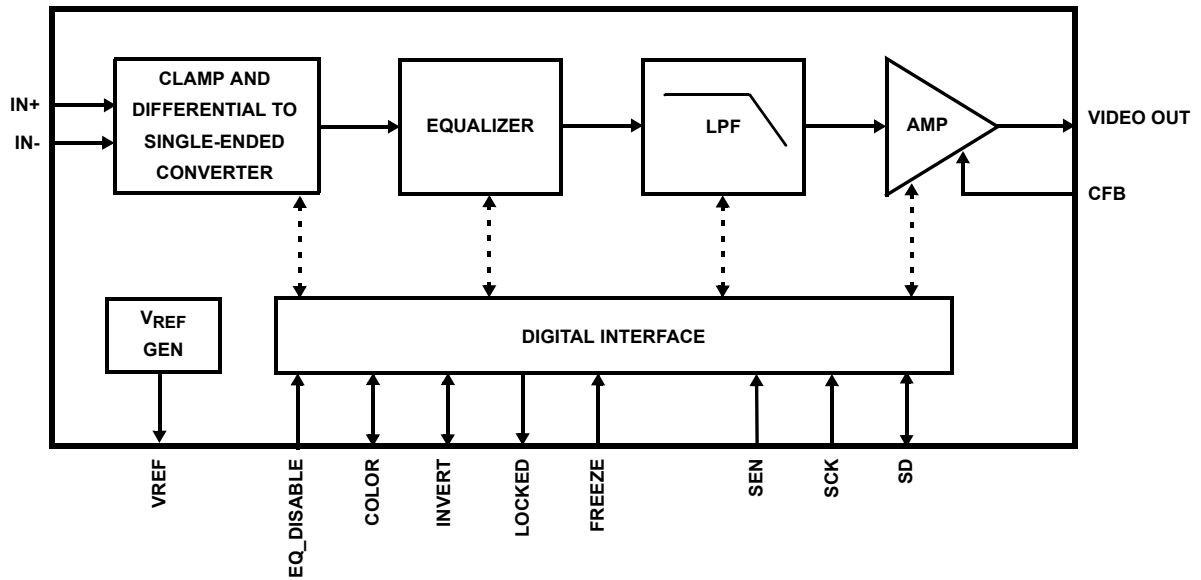 IN+
IN-
CLAMP AND
DIFFERENTIAL TO
SINGLE-ENDED
CONVERTER
EQUALIZER
LPF
AMP
VIDEO OUT
CFB
VREF
GEN
DIGITAL INTERFACE
VREF
EQ_DISABLE
COLOR
INVERT
LOCKED
FREEZE
SEN
SCK
SD